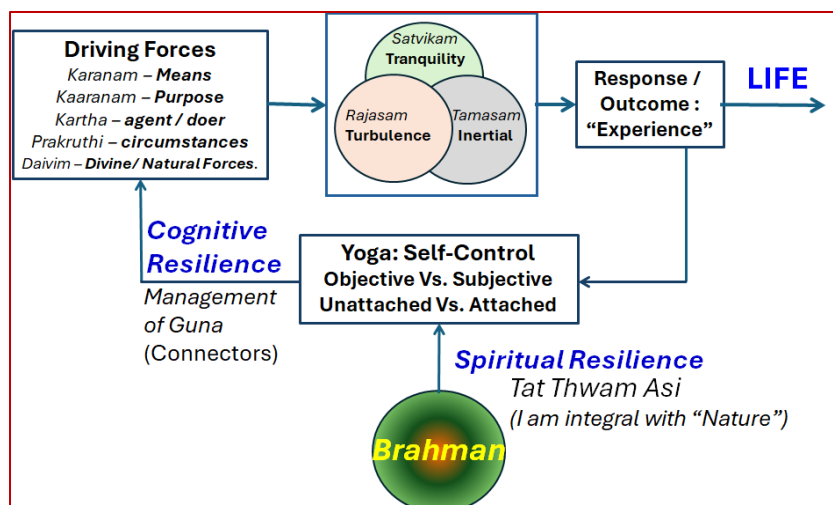 Driving Forces
Karanam – Means
Kaaranam – Purpose
Kartha – agent / doer
Prakruthi – circumstances
Daivim – Divine/ Natural Forces.
Satvikam
Tranquility
Rajasam
Turbulence
Tamasam
Inertial
Response /
Outcome :
“Experience”
LIFE
Cognitive
Resilience
Management
of Guna
(Connectors)
Yoga: Self-Control
Objective Vs. Subjective
Unattached Vs. Attached
Spiritual Resilience
Tat Thwam Asi
(I am integral with “Nature”)
Brahman